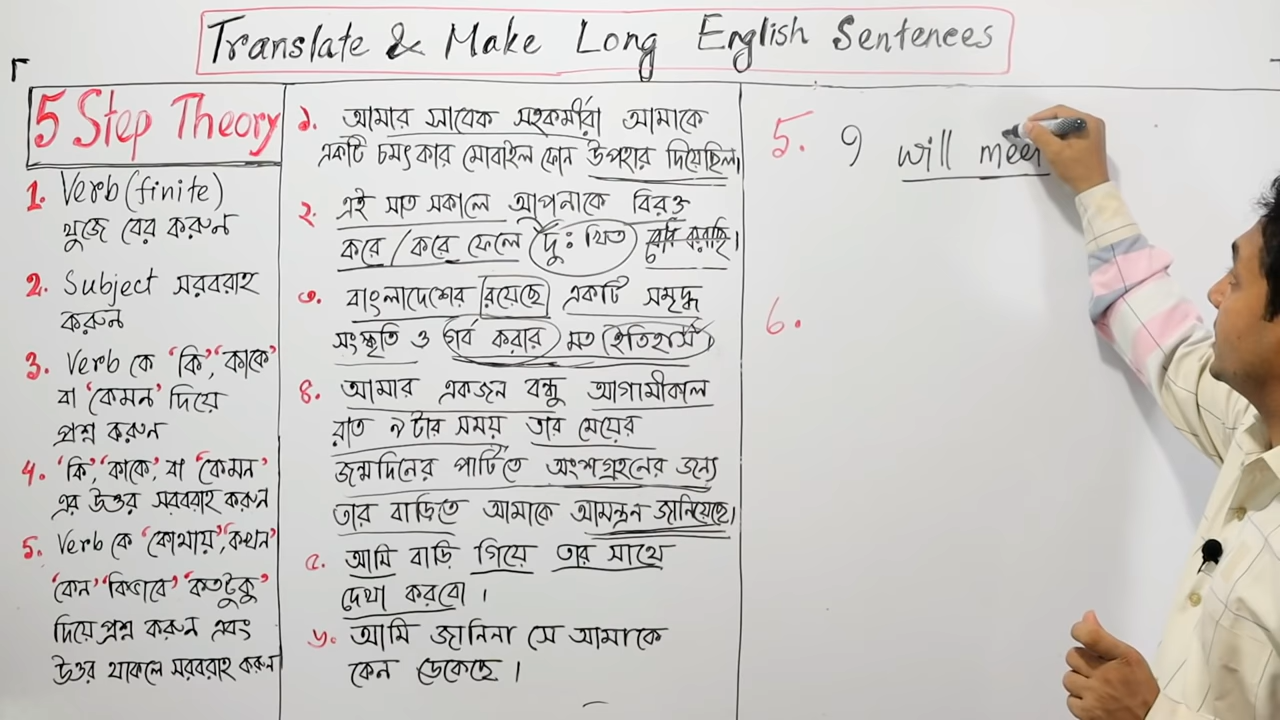 Translate & Make Long English Sentences
5 Step Theory
1. Verb (finite)
খুজে বের করুন
2. Subject সরবরাহ
করুন
3. Verb কে 'কি', 'কাকে'
বা 'কেমন' দিয়ে
প্রশ্ন করুন
4. 'কি', 'কাকে', বা 'কেমন'
এর উত্তর সরবরাহ করুন
5. Verb কে 'কোথায়', 'কখন'
'কেন' 'কিভাবে' 'কতটুকু'
দিয়ে প্রশ্ন করুন এবং
উত্তর থাকলে সরবরাহ করুন
১. আমার সাবেক সহকর্মীরা আমাকে
একটি চমৎকার মোবাইল ফোন উপহার দিয়েছিল।
২. এই সাত সকালে আপনাকে বিরক্ত
করে / করে ফেলে দুঃখিত
৩. বাংলাদেশের রয়েছে একটি সমৃদ্ধ
সংস্কৃতি ও গর্ব করার মত ইতিহাস
৪. আমার একজন বন্ধু আগামীকাল
রাত ৯ টার সময় তার মেয়ের
জন্মদিনের পার্টিতে অংশগ্রহনের জন্য
তার বাড়িতে আমাকে আমন্ত্রন জানিয়েছে।
৫. আমি বাড়ি গিয়ে তার সাথে
দেখা করবো।
৬. আমি জানিনা সে আমাকে
কেন ডেকেছে।
5. I will meet
6.